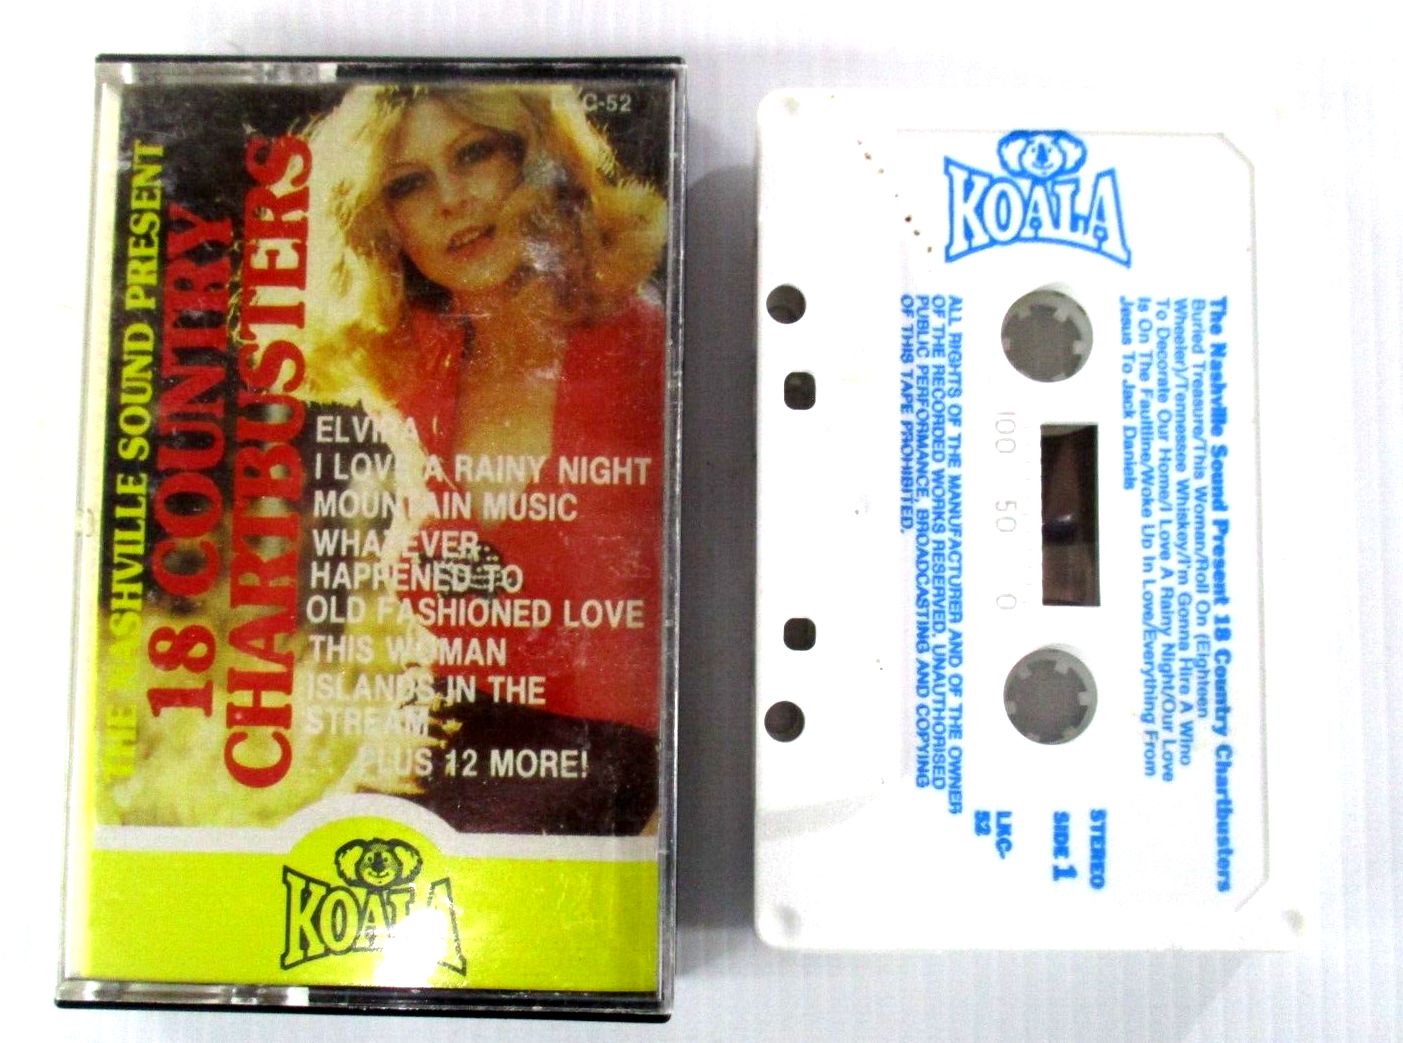 THE NASHVILLE SOUND PRESENT
18 COUNTRY
CHARTBUSTERS
C-52
ELVIRA
I LOVE A RAINY NIGHT
MOUNTAIN MUSIC
WHATEVER
HAPPENED TO
OLD FASHIONED LOVE
THIS WOMAN
ISLANDS IN THE
STREAM
PLUS 12 MORE!
KOALA
KOALA
The Nashville Sound Present 18 Country Chartbusters
Buried Treasure/This Woman/Roll On (Eighteen
Wheeler)/Tennesee Whiskey/I'm Gonna Hire A Wino
To Decorate Our Home/I Love A Rainy Night/Our Love
Is On The Faultline/Woke Up In Love/Everything From
Jesus To Jack Daniels
STEREO
SIDE 1
LKC-
52
100 50 0
ALL RIGHTS OF THE MANUFACTURER AND OF THE OWNER
OF THE RECORDED WORKS RESERVED. UNAUTHORISED
PUBLIC PERFORMANCE, BROADCASTING AND COPYING
OF THIS TAPE PROHIBITED.